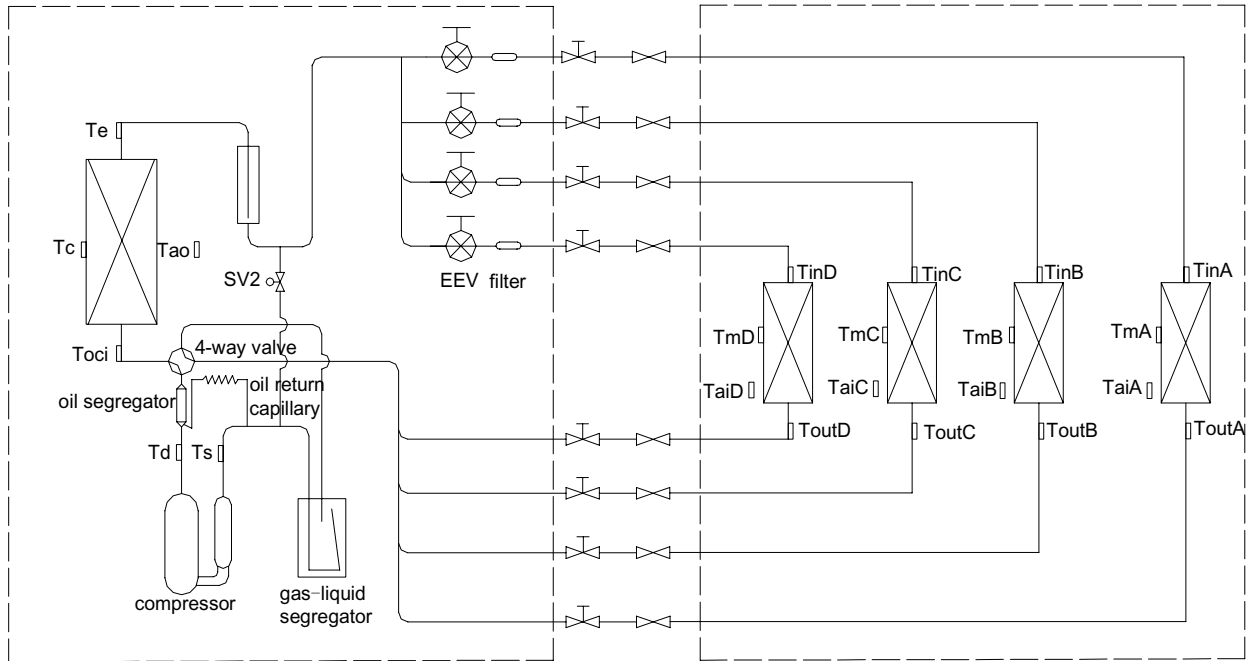 Te
Tc
Tao
SV2
EEV filter
Toci
4-way valve
oil segregator
oil return
capillary
Td
Ts
compressor
gas-liquid
segregator
TinD
TinC
TinB
TinA
TmD
TmC
TmB
TmA
TaiD
TaiC
TaiB
TaiA
ToutD
ToutC
ToutB
ToutA